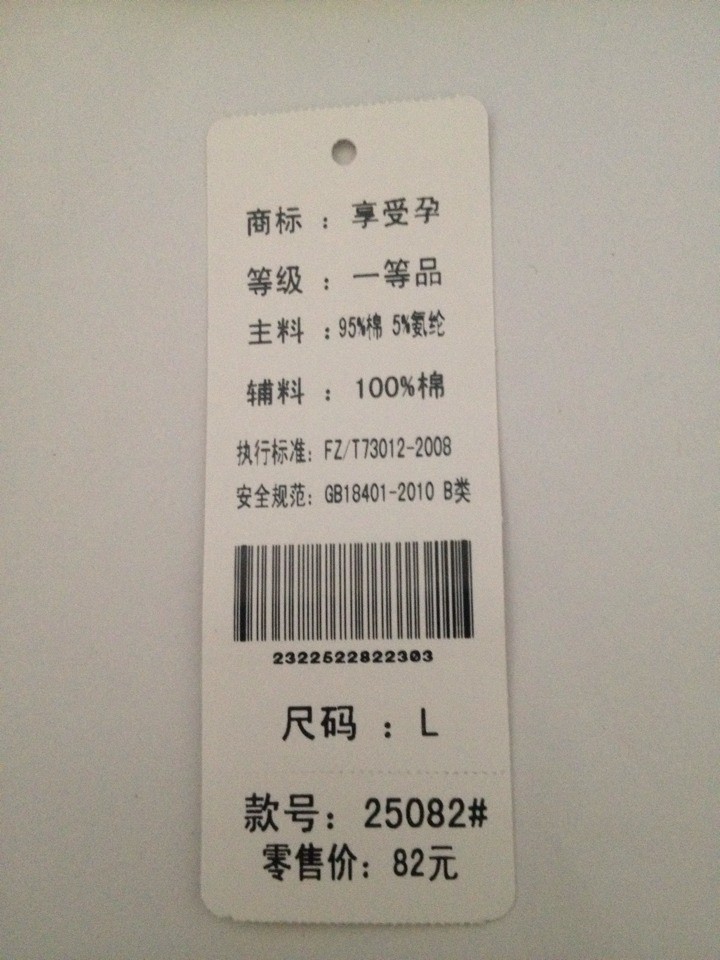 商标 : 享受孕
等级 : 一等品
主料 : 95%棉 5%氨纶
辅料 : 100%棉
执行标准: FZ/T73012-2008
安全规范: GB18401-2010 B类
2322522822303
尺码 : L
款号: 25082#
零售价: 82元